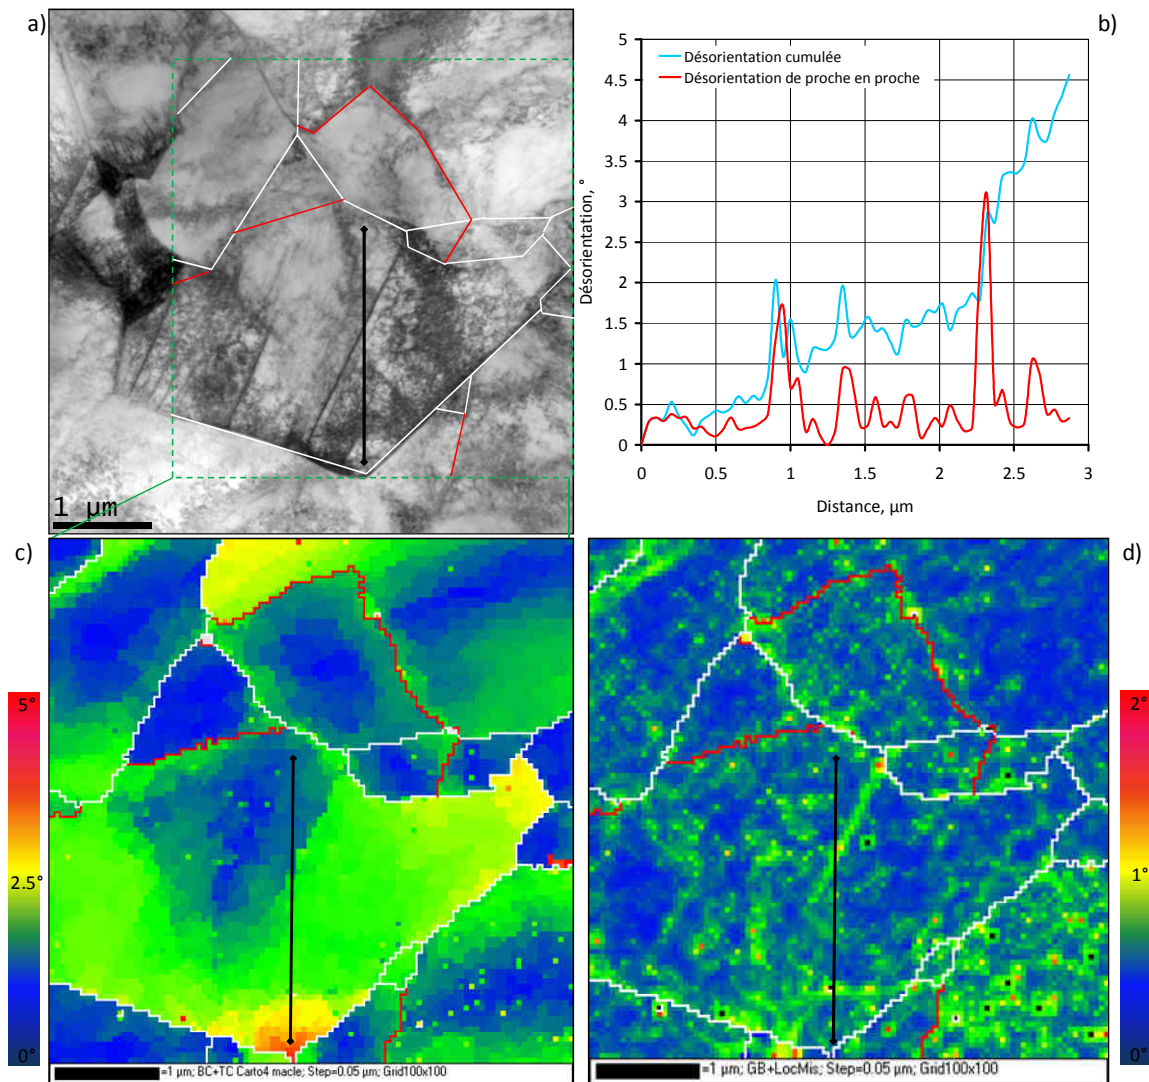 a)
1 µm
b)
5
4.5
4
3.5
3
2.5
2
1.5
1
0.5
0
Désorientation, °
Désorientation cumulée
Désorientation de proche en proche
0 0.5 1 1.5 2 2.5 3
Distance, µm
c)
5°
2.5°
0°
=1 µm; BC+TC Carto4 macle; Step=0.05 µm; Grid100x100
d)
2°
1°
0°
=1 µm; GB+LocMis; Step=0.05 µm; Grid100x100